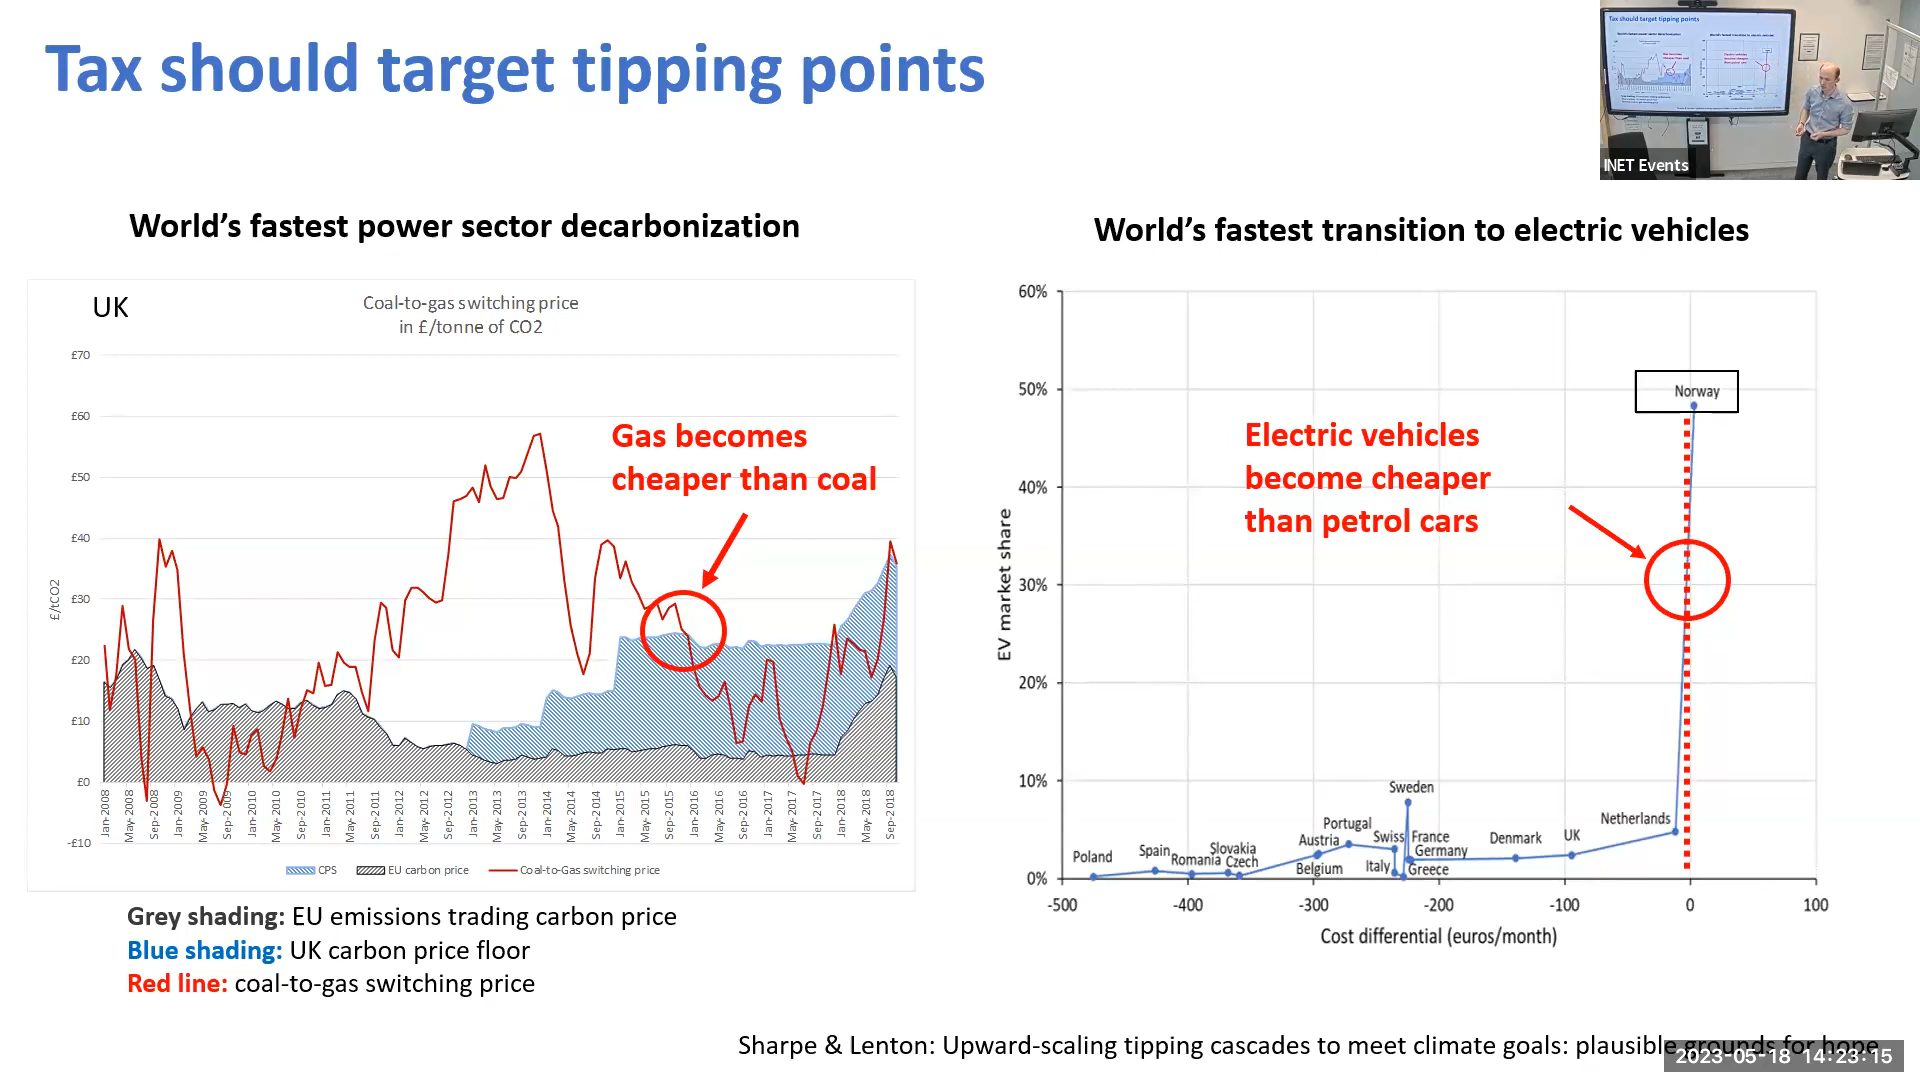 Tax should target tipping points
INET Events
World's fastest power sector decarbonization
World's fastest transition to electric vehicles
UK
Coal-to-gas switching price
in £/tonne of CO2
£70
£60
£50
£40
£30
£20
£10
£0
-£10
£/tCO2
Gas becomes
cheaper than coal
Jan-2008
May-2008
Sep-2008
Jan-2009
May-2009
Sep-2009
Jan-2010
May-2010
Sep-2010
Jan-2011
May-2011
Sep-2011
Jan-2012
May-2012
Sep-2012
Jan-2013
May-2013
Sep-2013
Jan-2014
May-2014
Sep-2014
Jan-2015
May-2015
Sep-2015
Jan-2016
May-2016
Sep-2016
Jan-2017
May-2017
Sep-2017
Jan-2018
May-2018
Sep-2018
CPS
EU carbon price
Coal-to-Gas switching price
Grey shading: EU emissions trading carbon price
Blue shading: UK carbon price floor
Red line: coal-to-gas switching price
60%
50%
40%
30%
20%
10%
0%
EV market share
Norway
Electric vehicles
become cheaper
than petrol cars
Sweden
Netherlands
Portugal
UK
Denmark
Austria
Swiss
France
Slovakia
Spain
Germany
Poland
Romania
Czech
Belgium
Italy
Greece
-500
-400
-300
-200
-100
0
100
Cost differential (euros/month)
Sharpe & Lenton: Upward-scaling tipping cascades to meet climate goals: plausible grounds for hope
2023-05-18 14:23:15